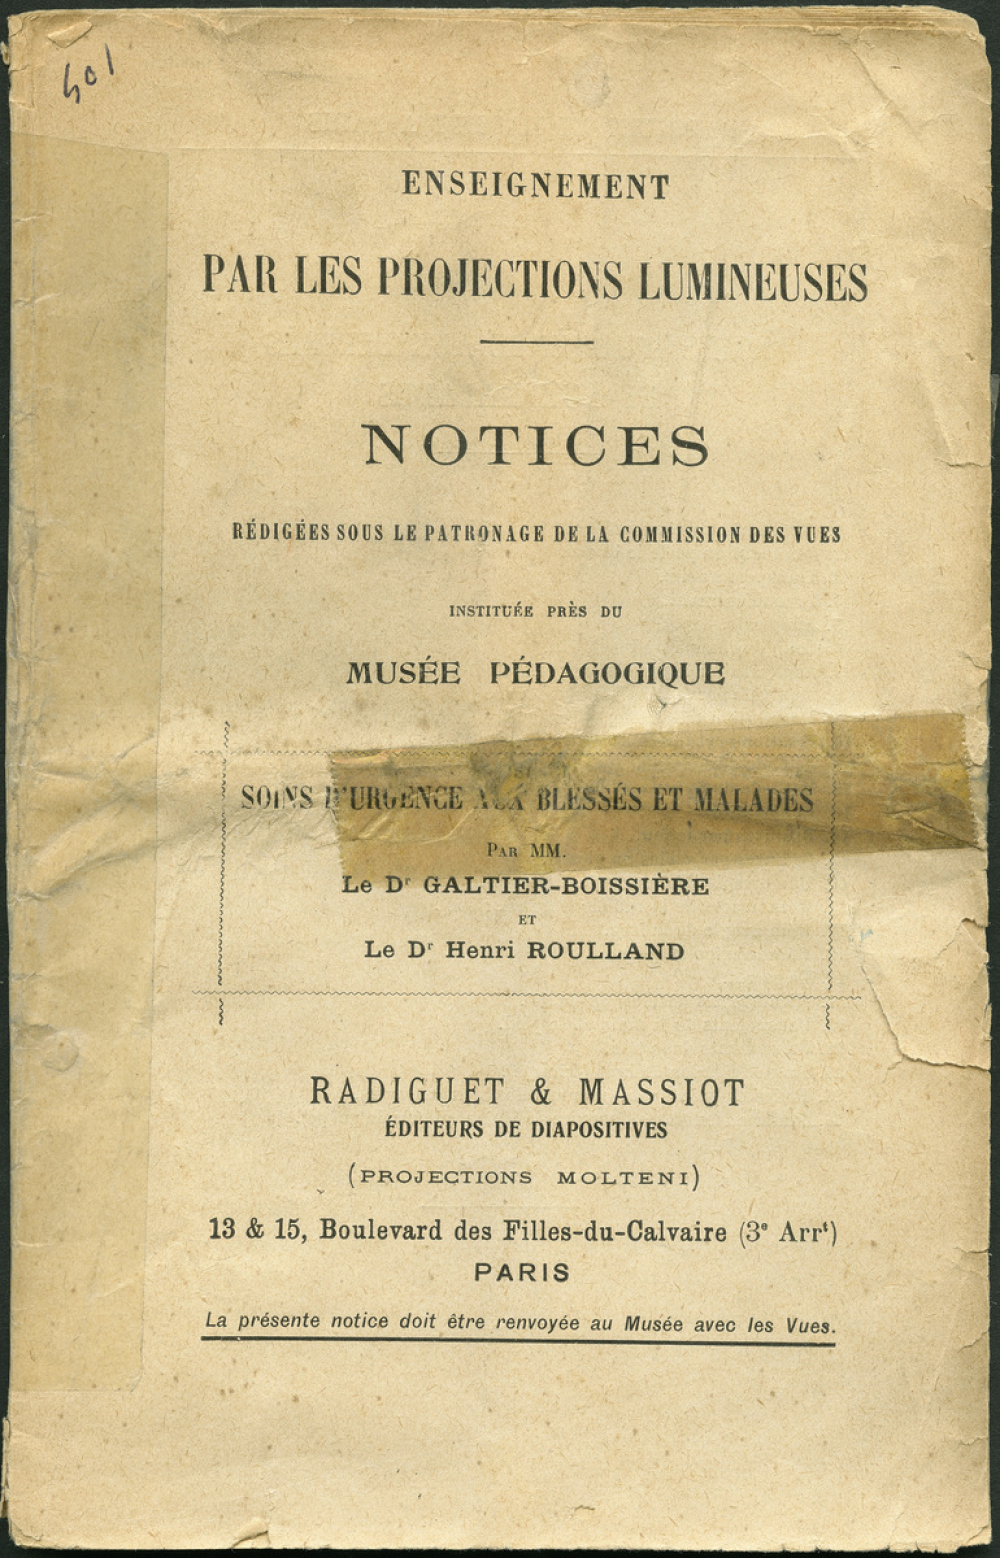 501
ENSEIGNEMENT
PAR LES PROJECTIONS LUMINEUSES
NOTICES
RÉDIGÉES SOUS LE PATRONAGE DE LA COMMISSION DES VUES
INSTITUÉE PRÈS DU
MUSÉE PÉDAGOGIQUE
SOINS D'URGENCE AUX BLESSÉS ET MALADES
PAR MM.
Le Dr GALTIER-BOISSIÈRE
ET
Le Dr Henri ROULLAND
RADIGUET & MASSIOT
ÉDITEURS DE DIAPOSITIVES
(PROJECTIONS MOLTENI)
13 & 15, Boulevard des Filles-du-Calvaire (3e Arrt)
PARIS
La présente notice doit être renvoyée au Musée avec les Vues.